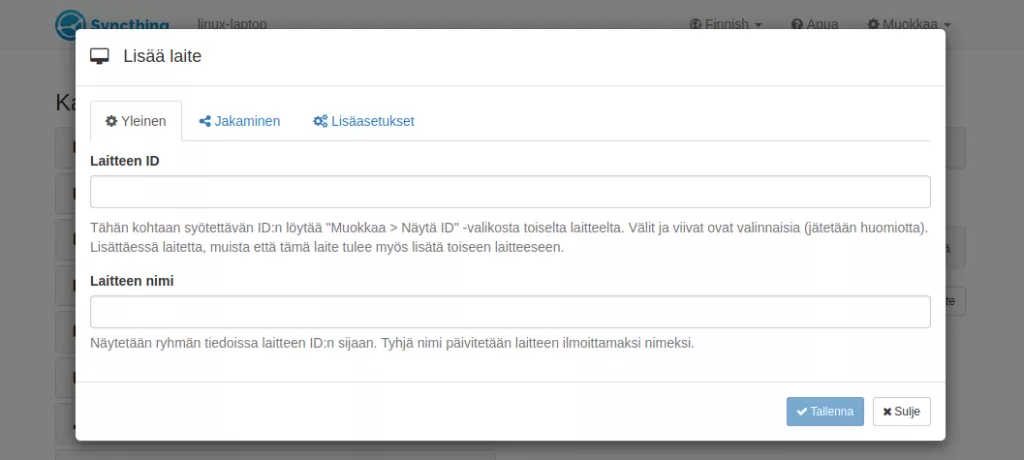 Syncthing linux-laptop Finnish Apua Muokkaa
Lisää laite
Yleinen Jakaminen Lisäasetukset
Laitteen ID
Tähän kohtaan syötettävän ID:n löytää "Muokkaa > Näytä ID" -valikosta toiselta laitteelta. Välit ja viivat ovat valinnaisia (jätetään huomiotta).
Lisättäessä laitetta, muista että tämä laite tulee myös lisätä toiseen laitteeseen.
Laitteen nimi
Näytetään ryhmän tiedoissa laitteen ID:n sijaan. Tyhjä nimi päivitetään laitteen ilmoittamaksi nimeksi.
Tallenna Sulje